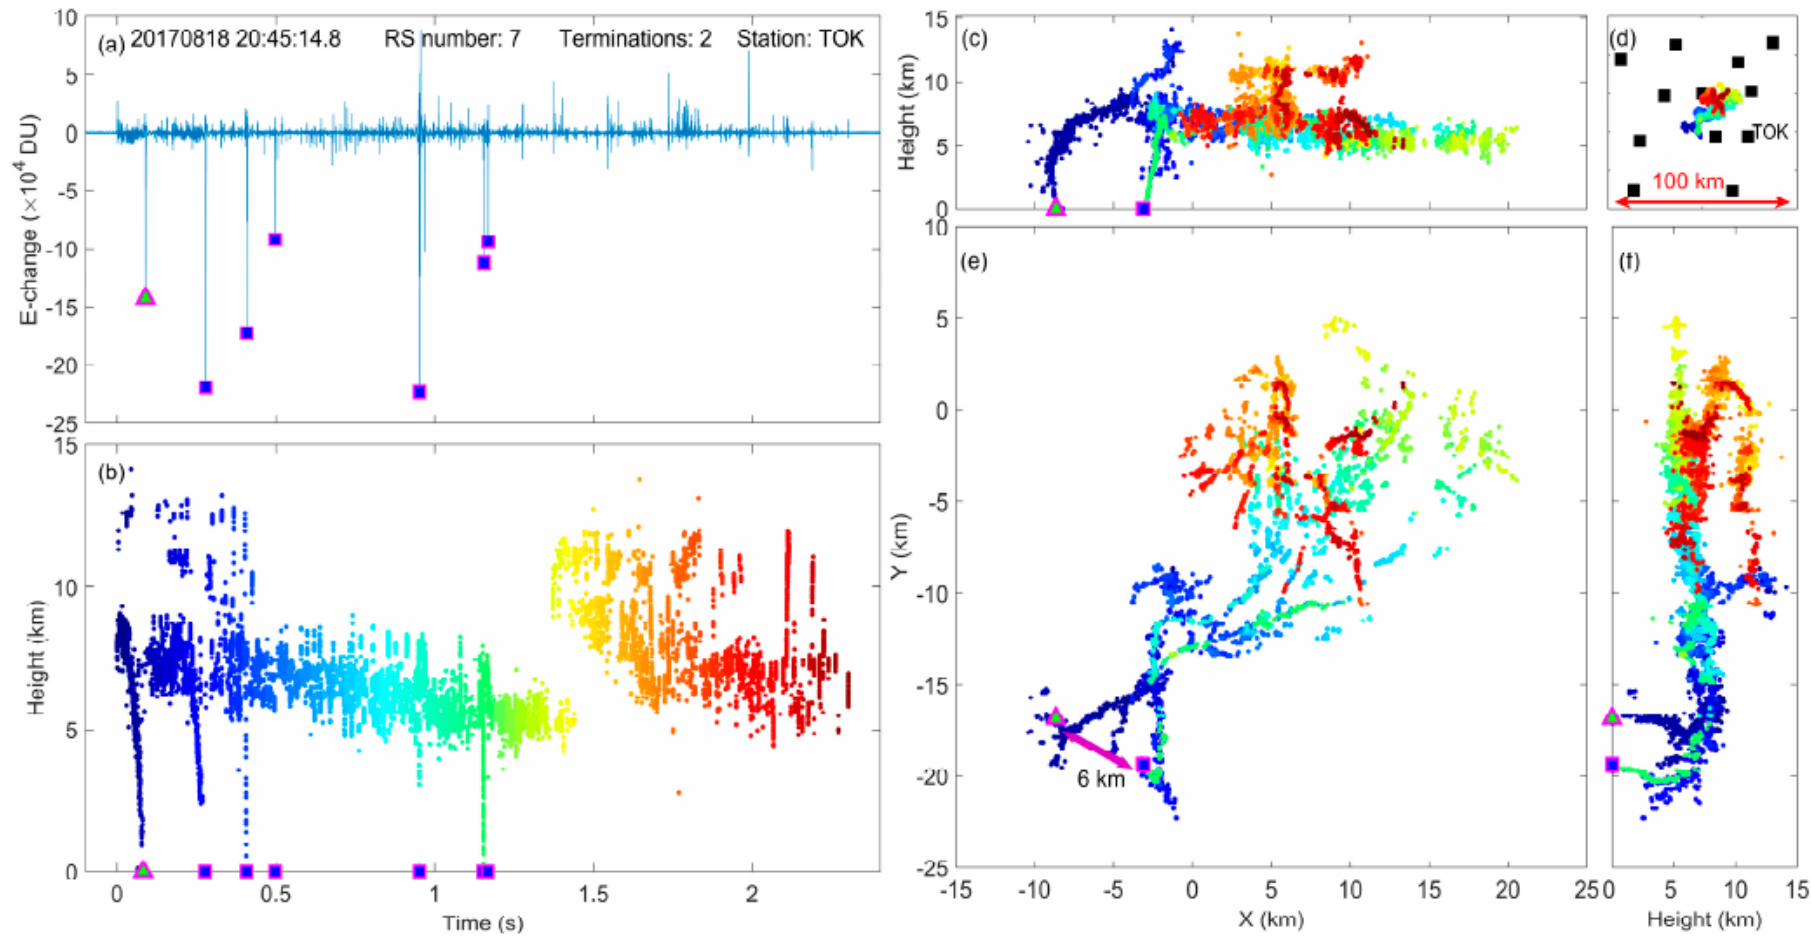 (a) 20170818 20:45:14.8 RS number: 7 Terminations: 2 Station: TOK
10
5
0
-5
-10
-15
-20
-25
E-change (×10⁴ DU)
(b)
15
10
5
0
Height (km)
0 0.5 1 1.5 2
Time (s)
(c)
15
10
5
0
Height (km)
(d)
TOK
100 km
(e)
10
5
0
-5
-10
-15
-20
-25
Y (km)
6 km
-15 -10 -5 0 5 10 15 20 25
X (km)
(f)
0 5 10 15
Height (km)